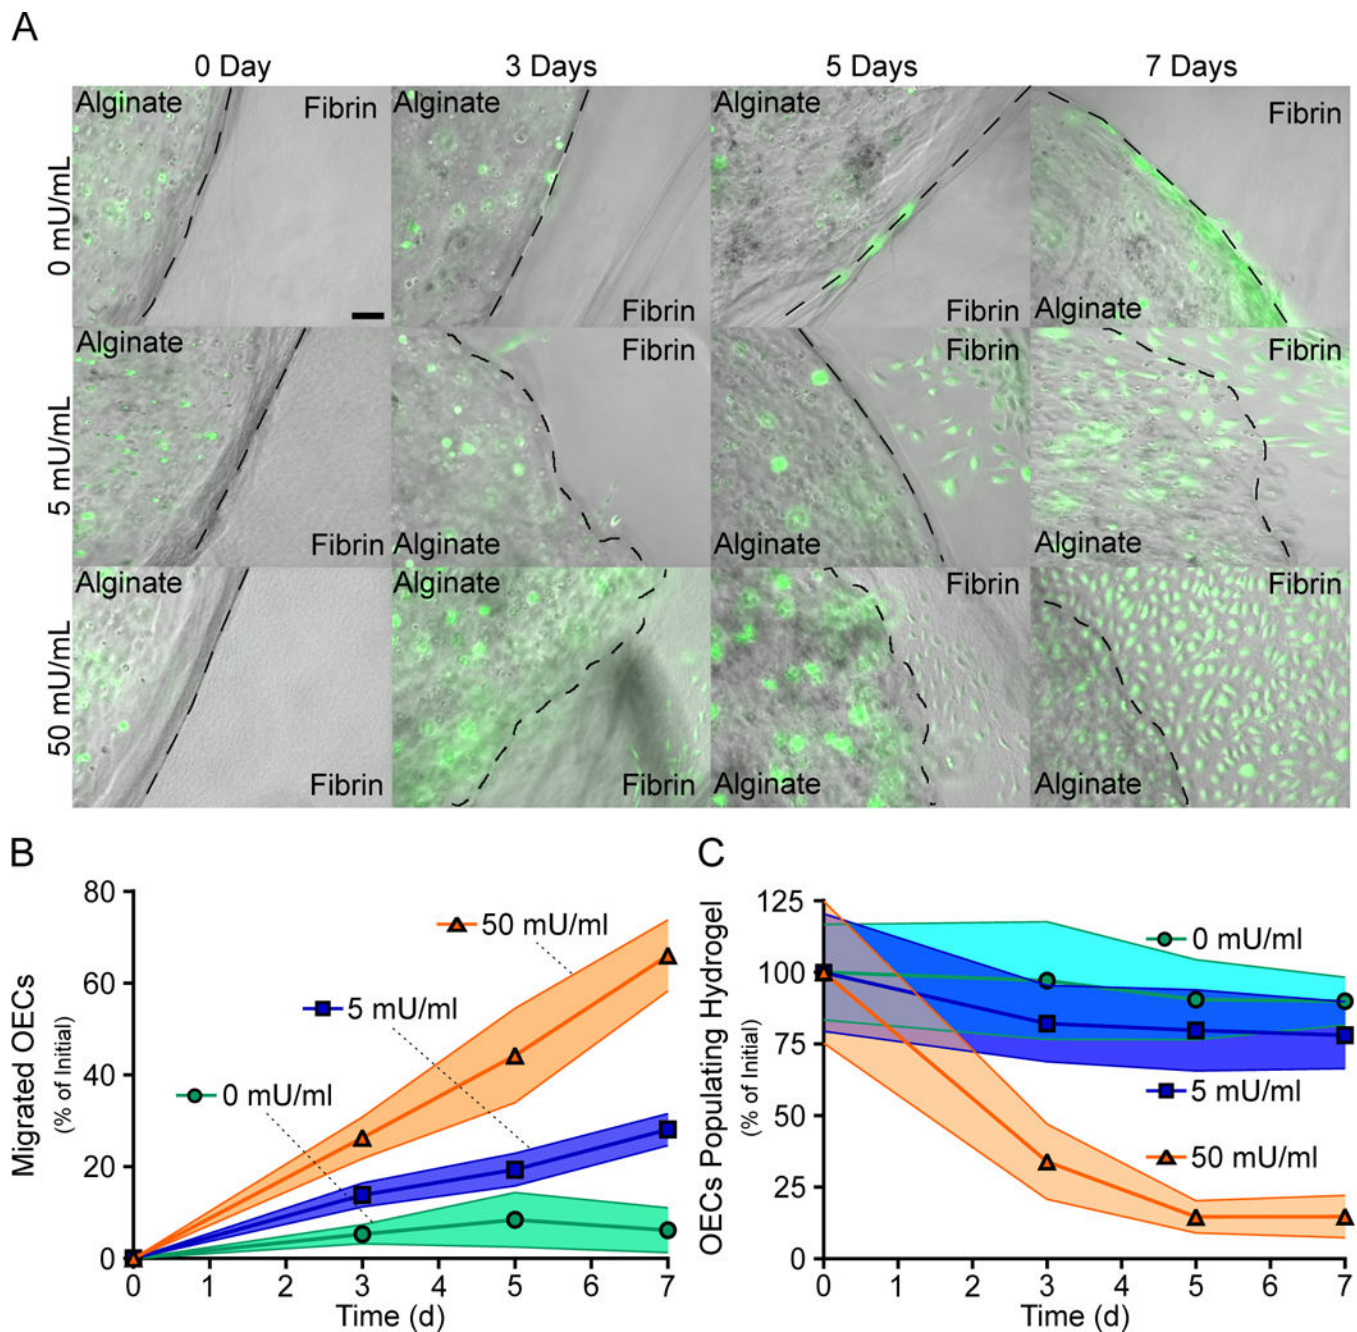 A
0 Day 3 Days 5 Days 7 Days
0 mU/mL
Alginate Fibrin Alginate Fibrin Alginate Fibrin Fibrin Alginate
5 mU/mL
Alginate Fibrin Fibrin Alginate Fibrin Alginate Fibrin Alginate
50 mU/mL
Alginate Fibrin Alginate Fibrin Fibrin Alginate Fibrin Alginate
B
Migrated OECs
(% of Initial)
80
60
40
20
0
50 mU/ml
5 mU/ml
0 mU/ml
0 1 2 3 4 5 6 7
Time (d)
C
OECs Populating Hydrogel
(% of Initial)
125
100
75
50
25
0
0 mU/ml
5 mU/ml
50 mU/ml
0 1 2 3 4 5 6 7
Time (d)